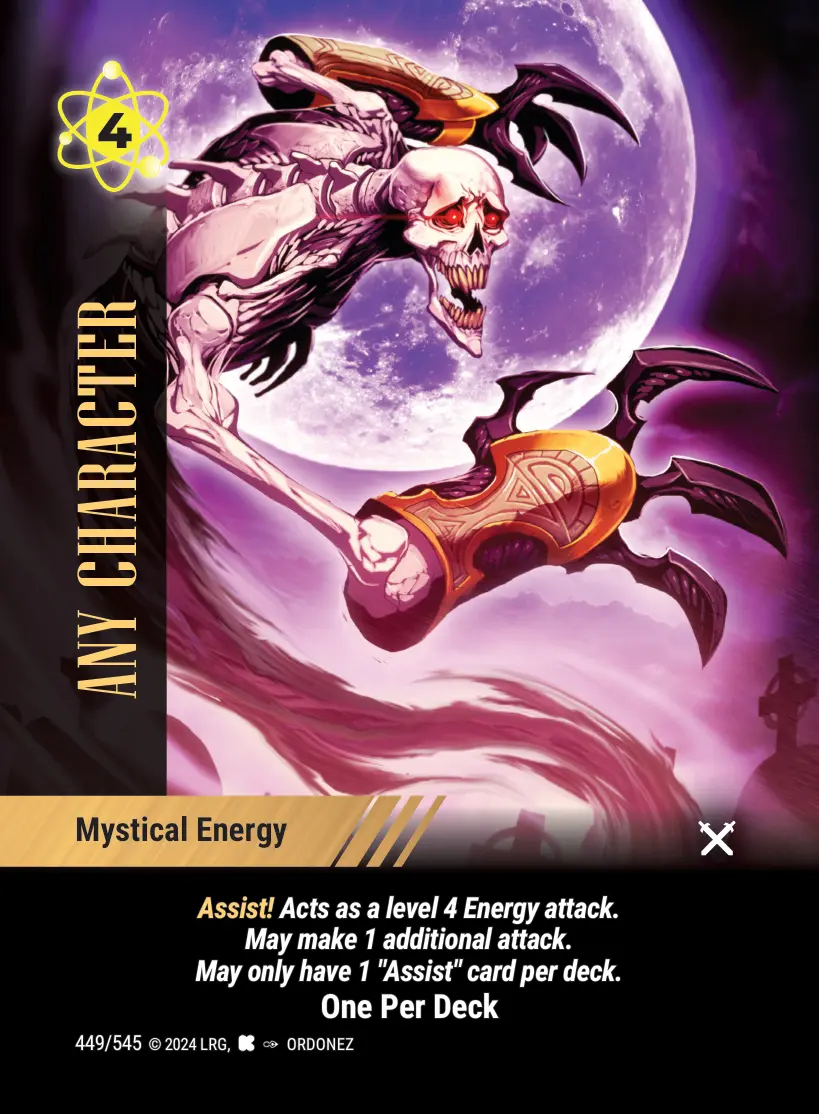 4
ANY CHARACTER
Mystical Energy
Assist! Acts as a level 4 Energy attack.
May make 1 additional attack.
May only have 1 "Assist" card per deck.
One Per Deck
449/545 © 2024 LRG, ORDONEZ